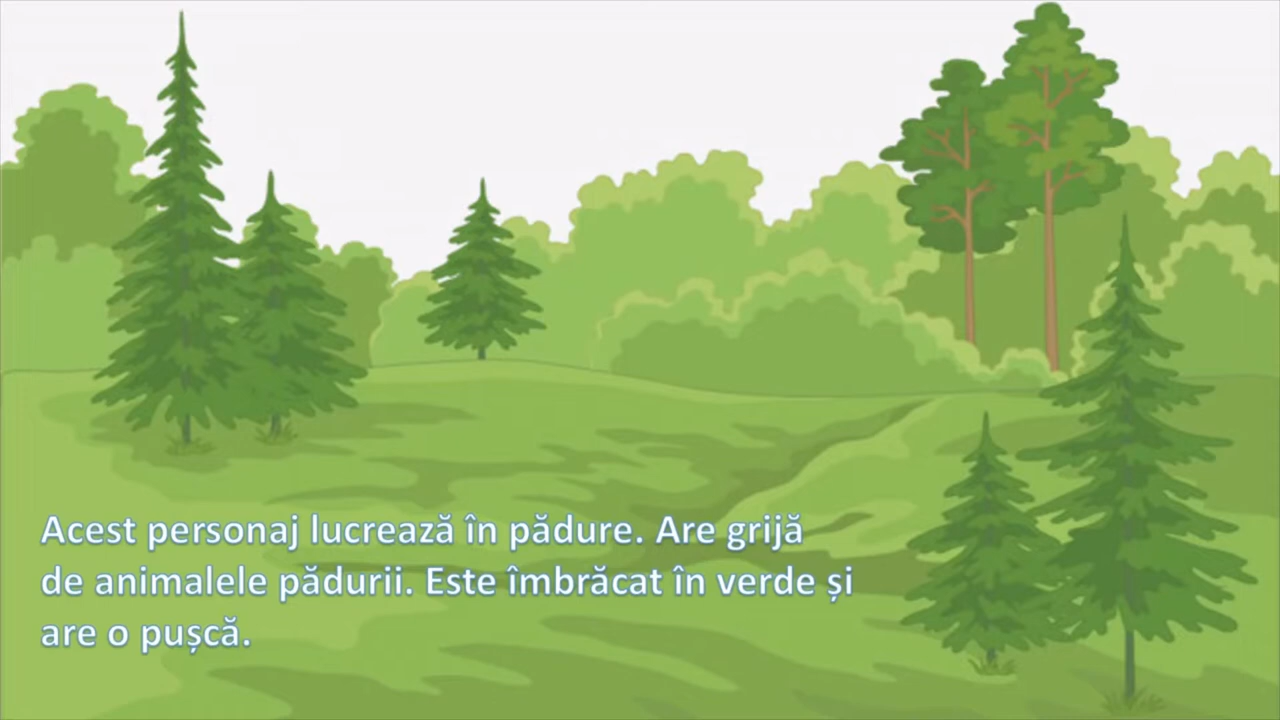 Acest personaj lucrează în pădure. Are grijă
de animalele pădurii. Este îmbrăcat în verde și
are o pușcă.